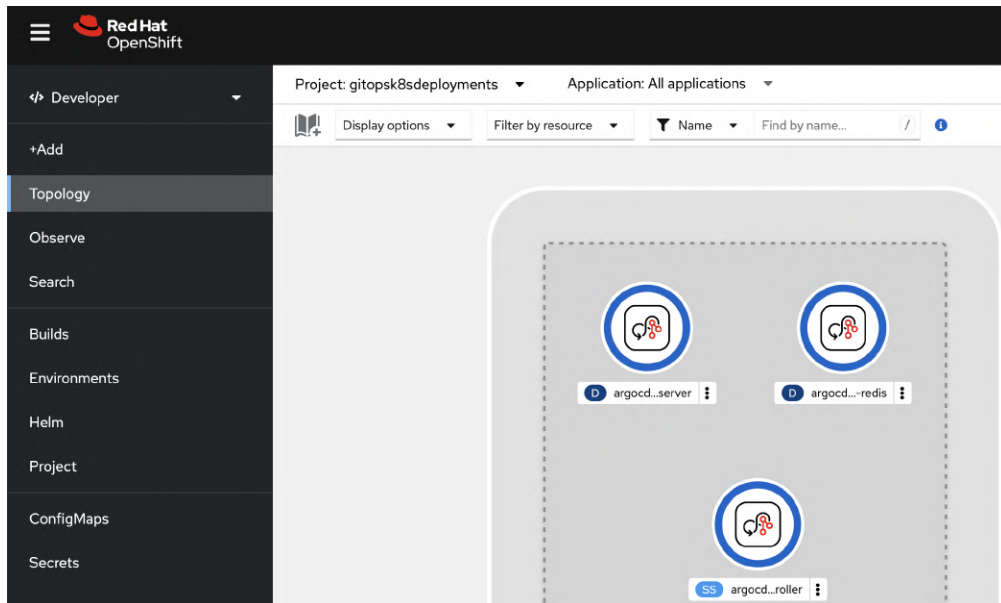 Red Hat
OpenShift
</> Developer
+Add
Topology
Observe
Search
Builds
Environments
Helm
Project
ConfigMaps
Secrets
Project: gitopsk8sdeployments
Application: All applications
Display options
Filter by resource
Name
Find by name...
/
i
D argocd...server
D argocd...-redis
SS argocd...roller